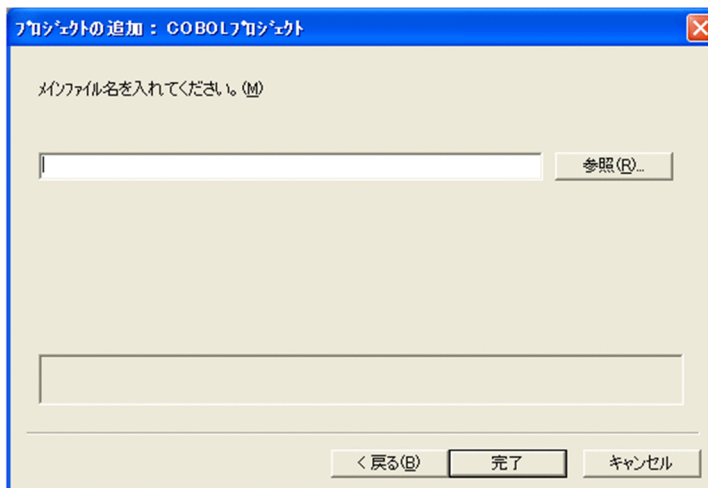 ﾌﾟﾛｼﾞｪｸﾄの追加： COBOLﾌﾟﾛｼﾞｪｸﾄ
ﾒｲﾝﾌｧｲﾙ名を入れてください。(M)
参照(R)...
< 戻る(B)
完了
キャンセル